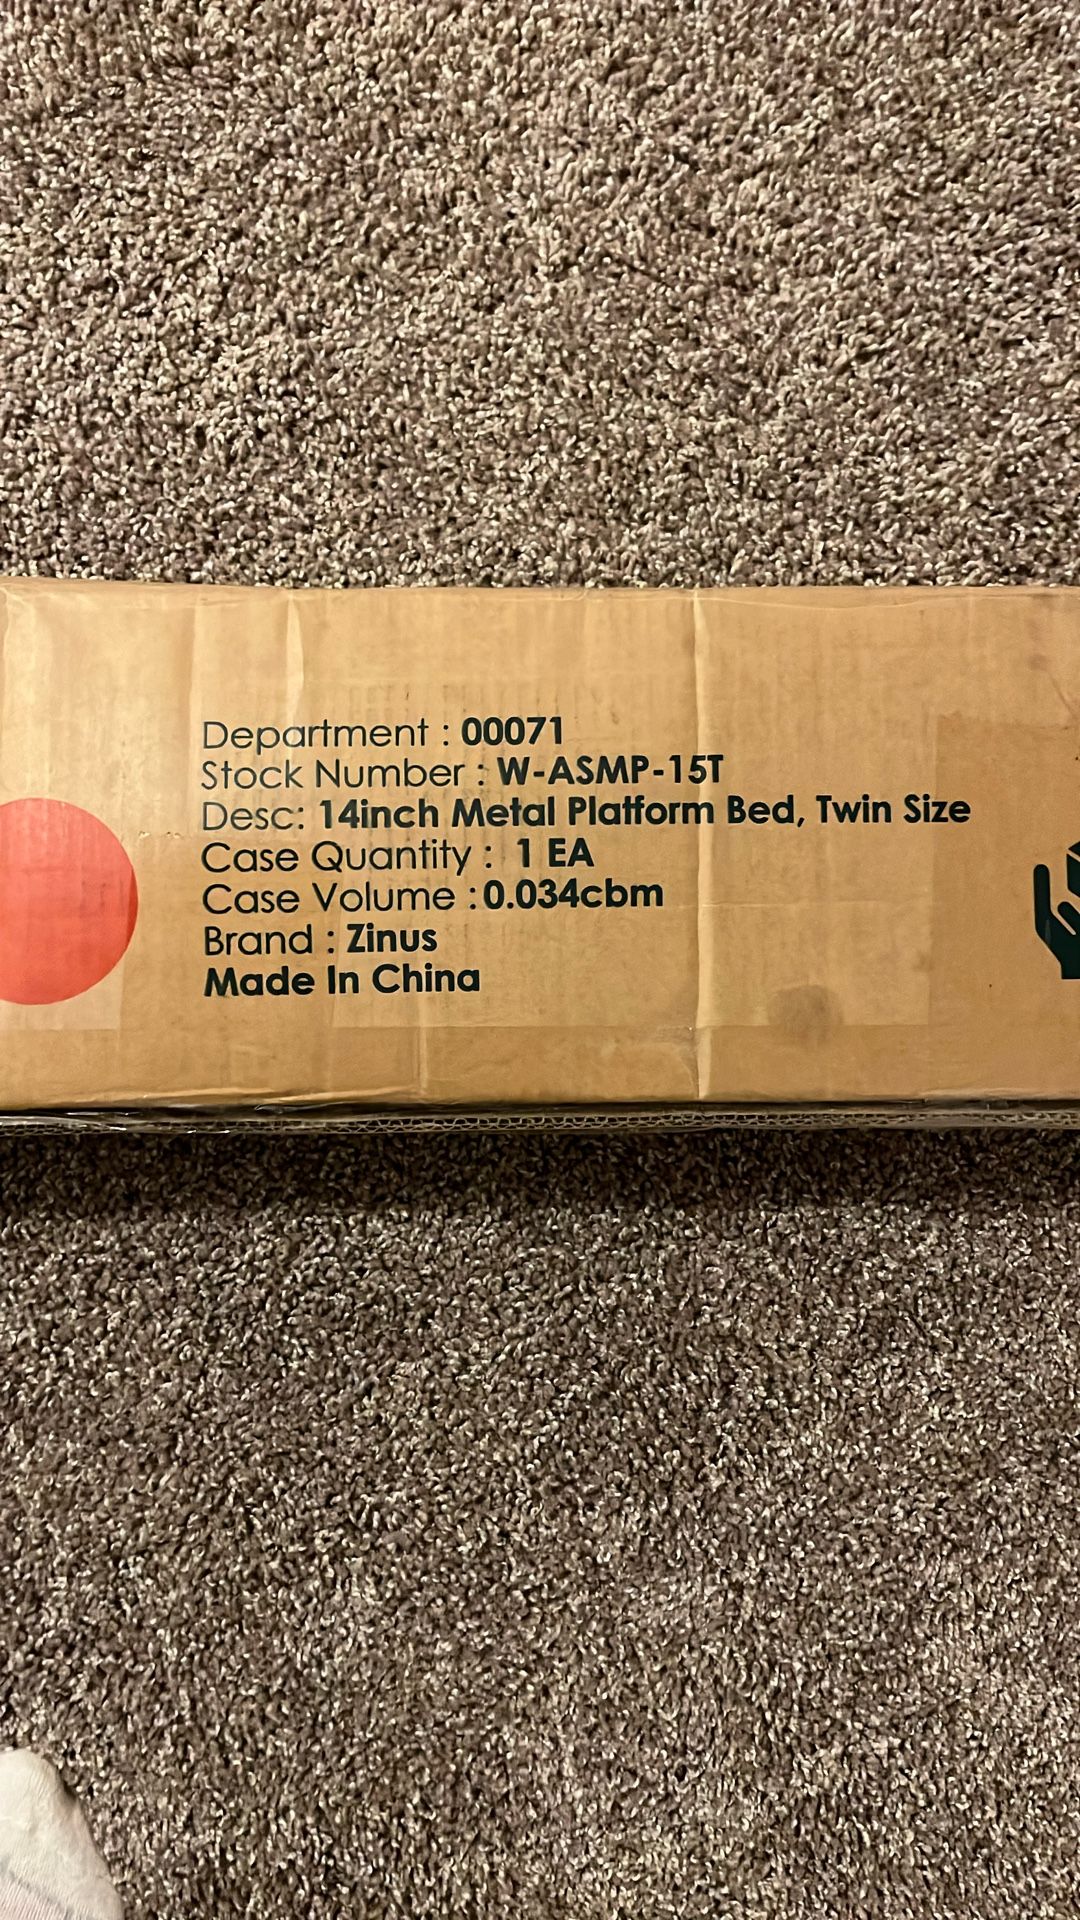 Department : 00071
Stock Number : W-ASMP-15T
Desc: 14inch Metal Platform Bed, Twin Size
Case Quantity : 1 EA
Case Volume : 0.034cbm
Brand : Zinus
Made In China